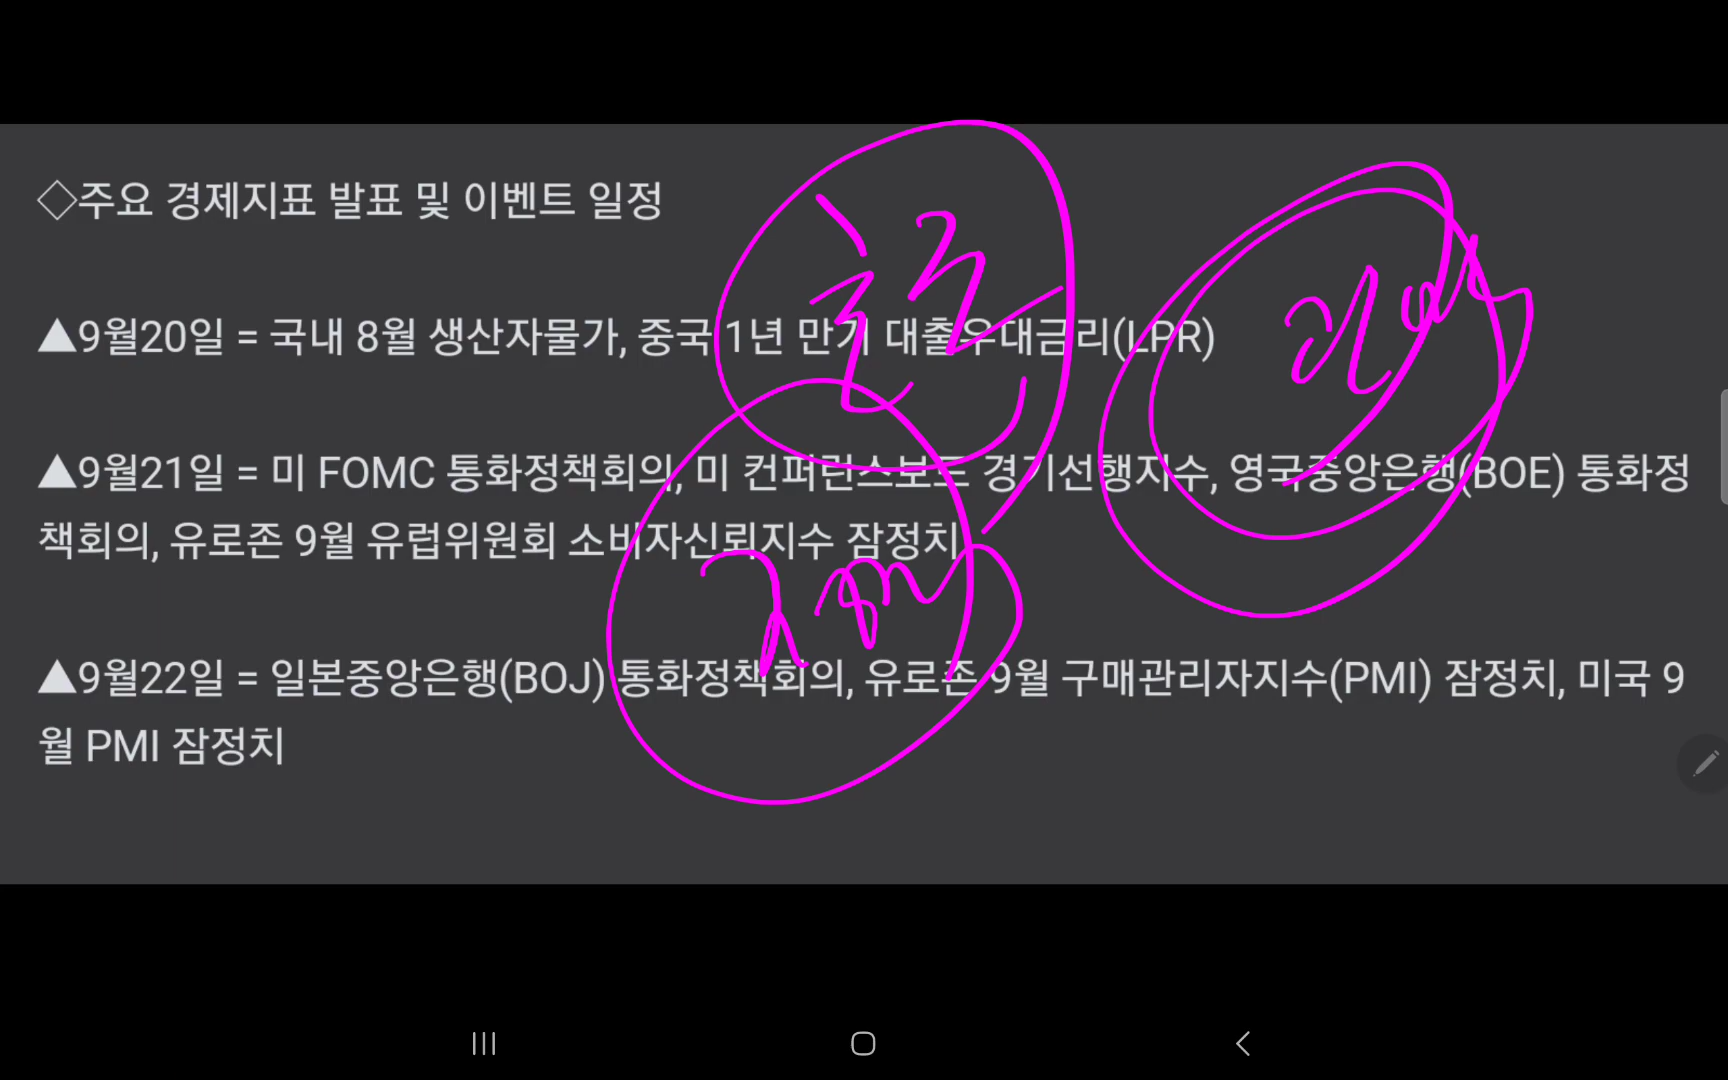 ◇주요 경제지표 발표 및 이벤트 일정
▲9월20일 = 국내 8월 생산자물가, 중국 1년 만기 대출우대금리(LPR)
▲9월21일 = 미 FOMC 통화정책회의, 미 컨퍼런스보드 경기선행지수, 영국중앙은행(BOE) 통화정
책회의, 유로존 9월 유럽위원회 소비자신뢰지수 잠정치
▲9월22일 = 일본중앙은행(BOJ) 통화정책회의, 유로존 9월 구매관리자지수(PMI) 잠정치, 미국 9
월 PMI 잠정치